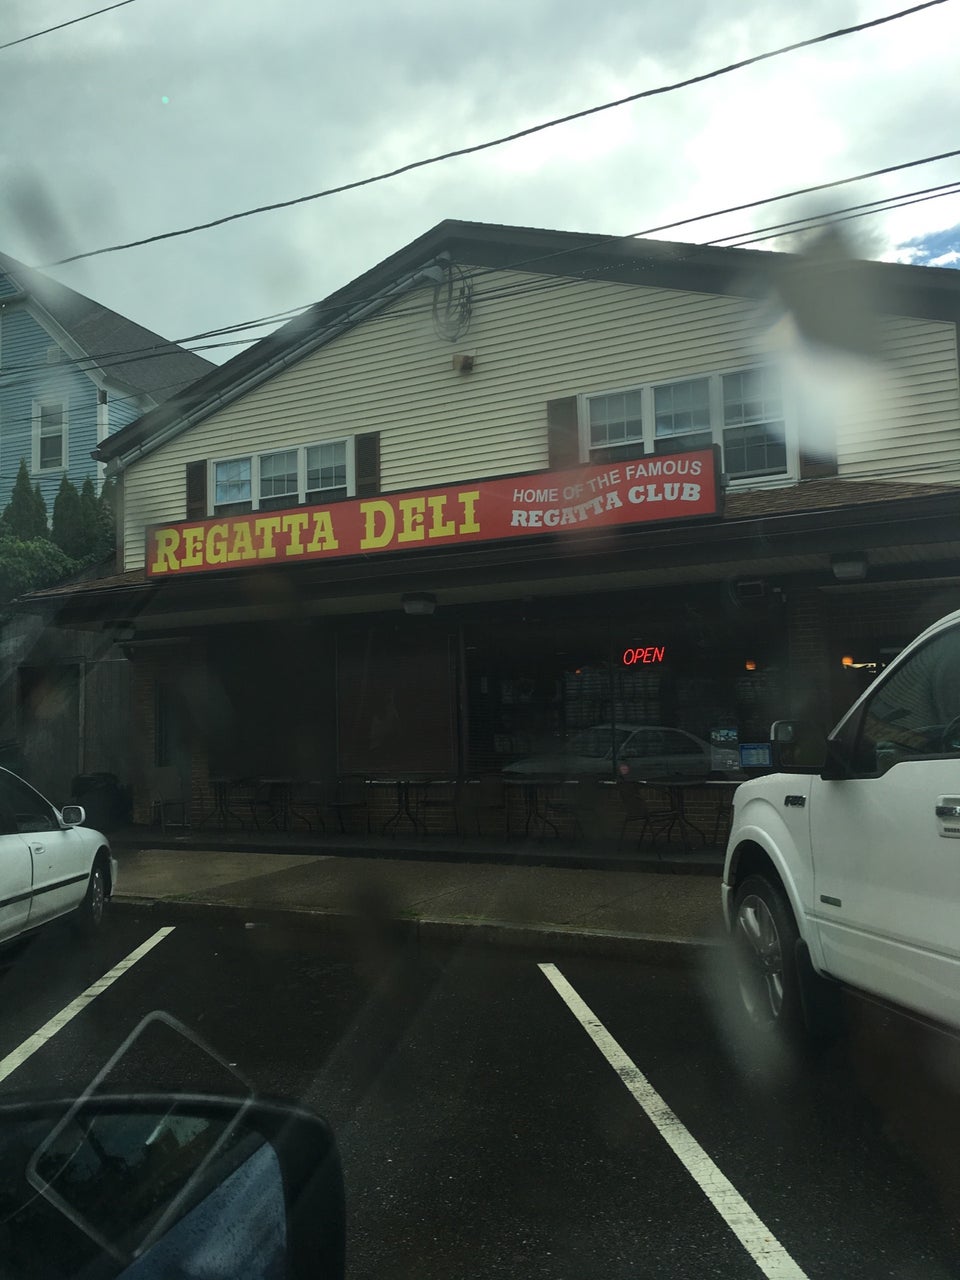 REGATTA DELI
HOME OF THE FAMOUS
REGATTA CLUB
OPEN